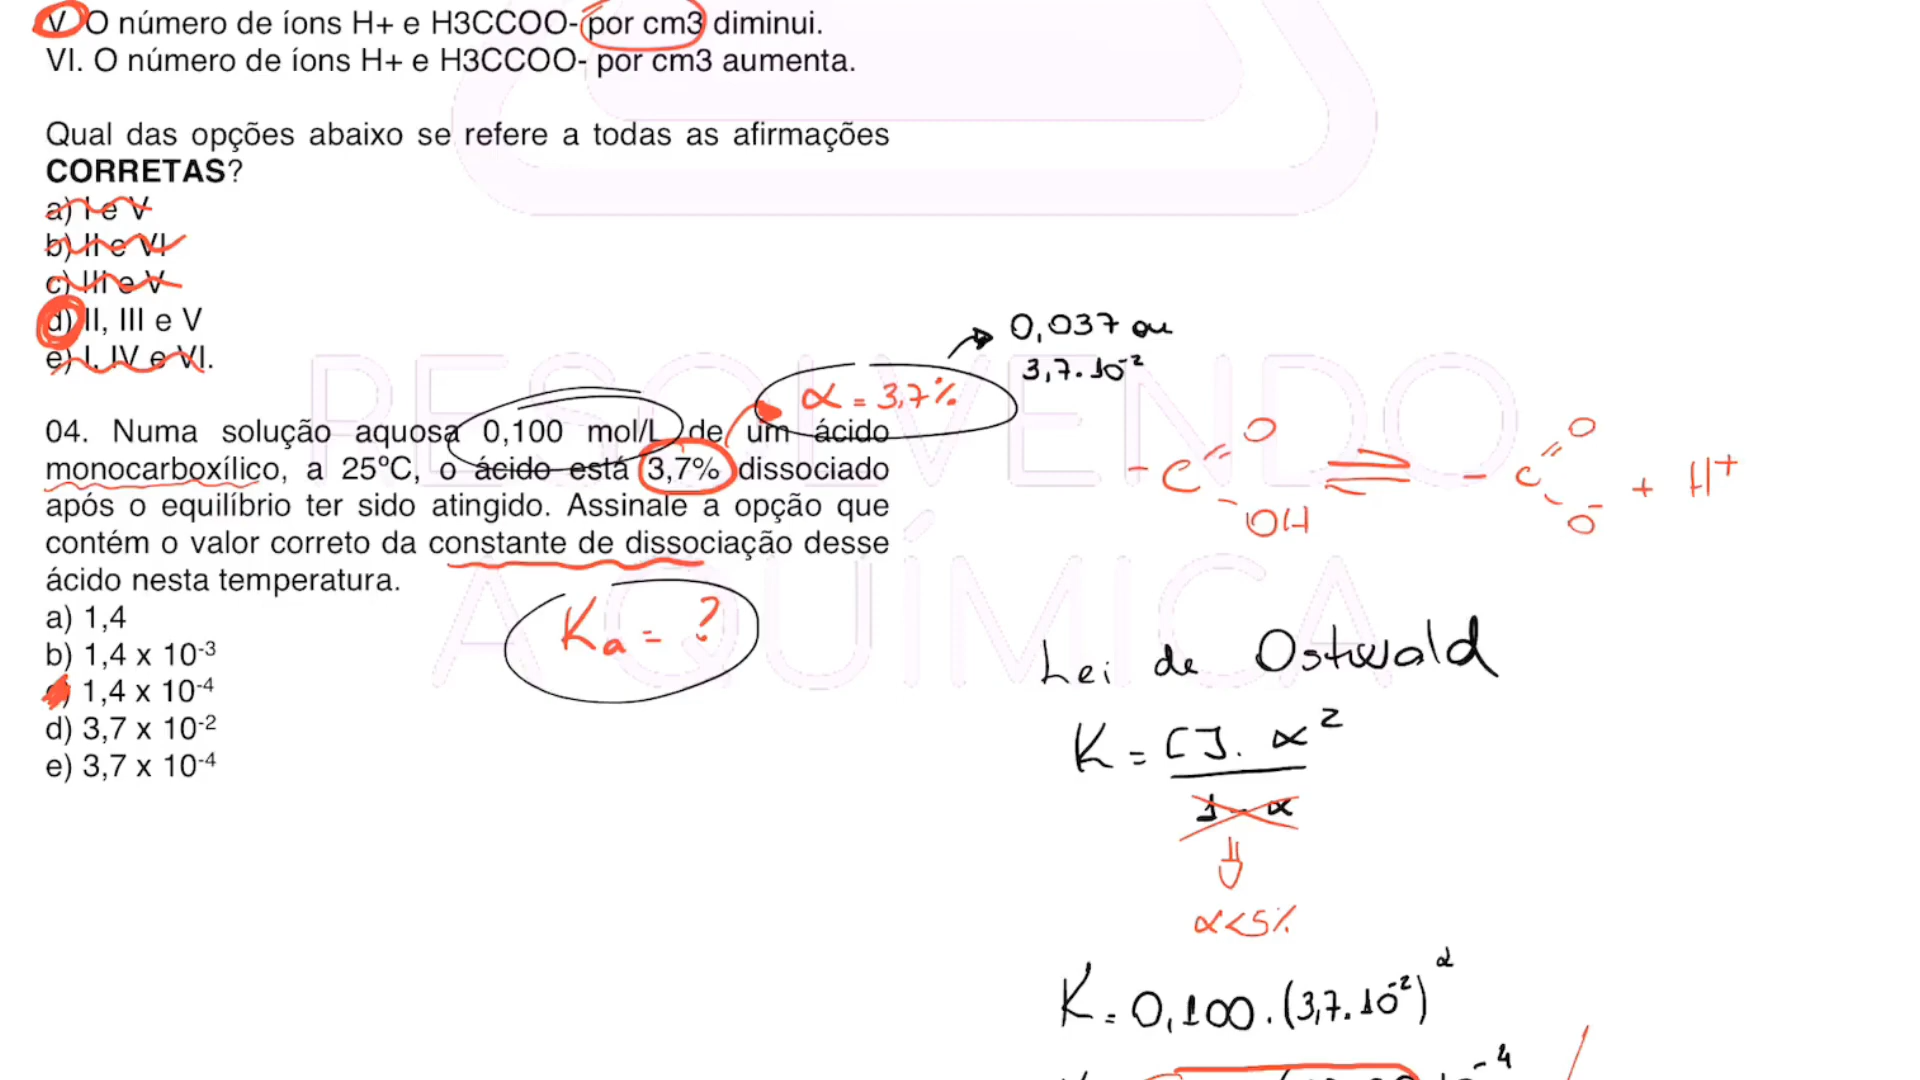 V. O número de íons H+ e H3CCOO- por cm3 diminui.
VI. O número de íons H+ e H3CCOO- por cm3 aumenta.
Qual das opções abaixo se refere a todas as afirmações
CORRETAS?
a) I e V
b) II e VI
c) III e V
d) II, III e V
e) I, IV e VI.
0,037 ou
3,7.10⁻²
α = 3,7%
04. Numa solução aquosa 0,100 mol/L de um ácido
monocarboxílico, a 25ºC, o ácido está 3,7% dissociado
após o equilíbrio ter sido atingido. Assinale a opção que
contém o valor correto da constante de dissociação desse
ácido nesta temperatura.
a) 1,4
b) 1,4 x 10⁻³
c) 1,4 x 10⁻⁴
d) 3,7 x 10⁻²
e) 3,7 x 10⁻⁴
Ka = ?
O O
- C ⇌ - C + H⁺
OH O⁻
Lei de Ostwald
K = [ ]. α²
1 - α
α<5%
K = 0,100.(3,7.10⁻²)²
RESOLVENDO
A QUÍMICA